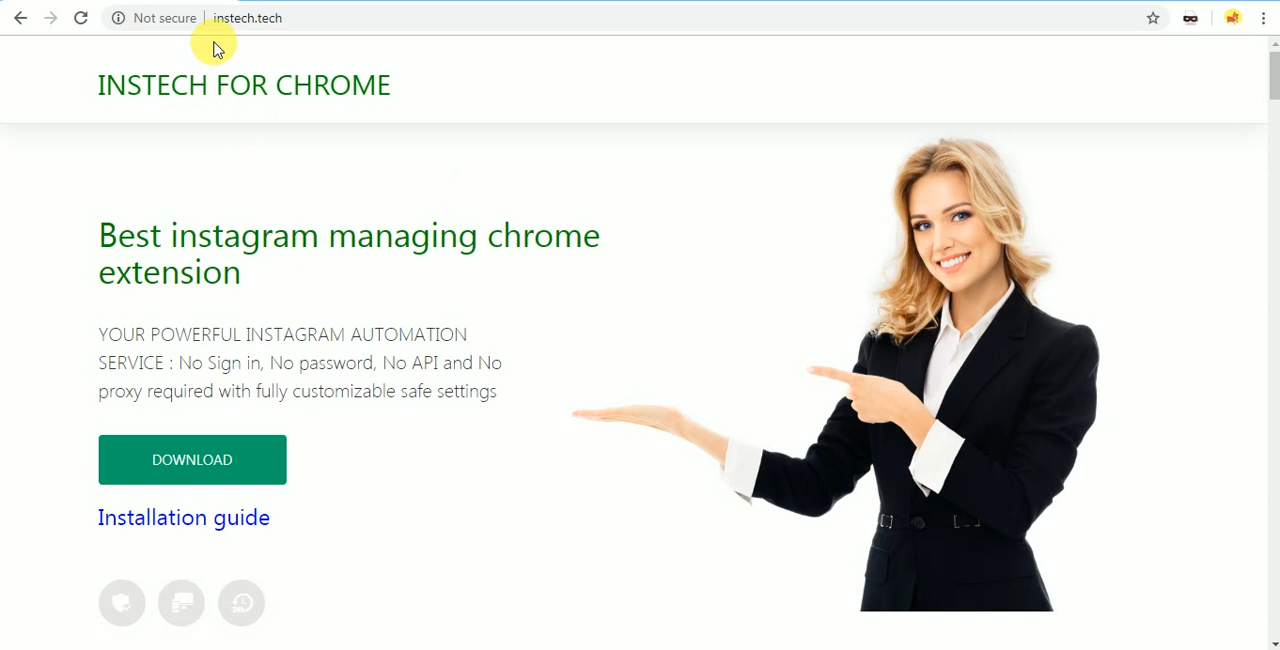 Not secure instech.tech
INSTECH FOR CHROME
Best instagram managing chrome
extension
YOUR POWERFUL INSTAGRAM AUTOMATION
SERVICE : No Sign in, No password, No API and No
proxy required with fully customizable safe settings
DOWNLOAD
Installation guide